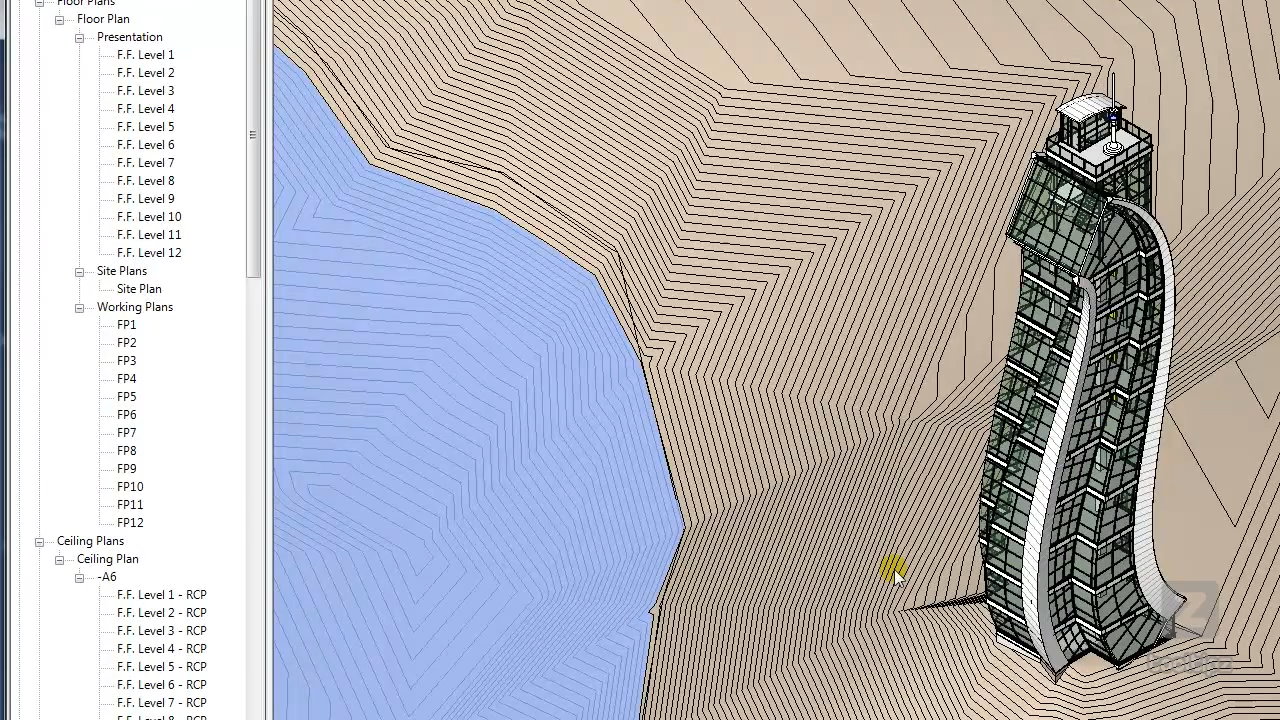 Floor Plans
Floor Plan
Presentation
F.F. Level 1
F.F. Level 2
F.F. Level 3
F.F. Level 4
F.F. Level 5
F.F. Level 6
F.F. Level 7
F.F. Level 8
F.F. Level 9
F.F. Level 10
F.F. Level 11
F.F. Level 12
Site Plans
Site Plan
Working Plans
FP1
FP2
FP3
FP4
FP5
FP6
FP7
FP8
FP9
FP10
FP11
FP12
Ceiling Plans
Ceiling Plan
-A6
F.F. Level 1 - RCP
F.F. Level 2 - RCP
F.F. Level 3 - RCP
F.F. Level 4 - RCP
F.F. Level 5 - RCP
F.F. Level 6 - RCP
F.F. Level 7 - RCP
F.F. Level 8 - RCP